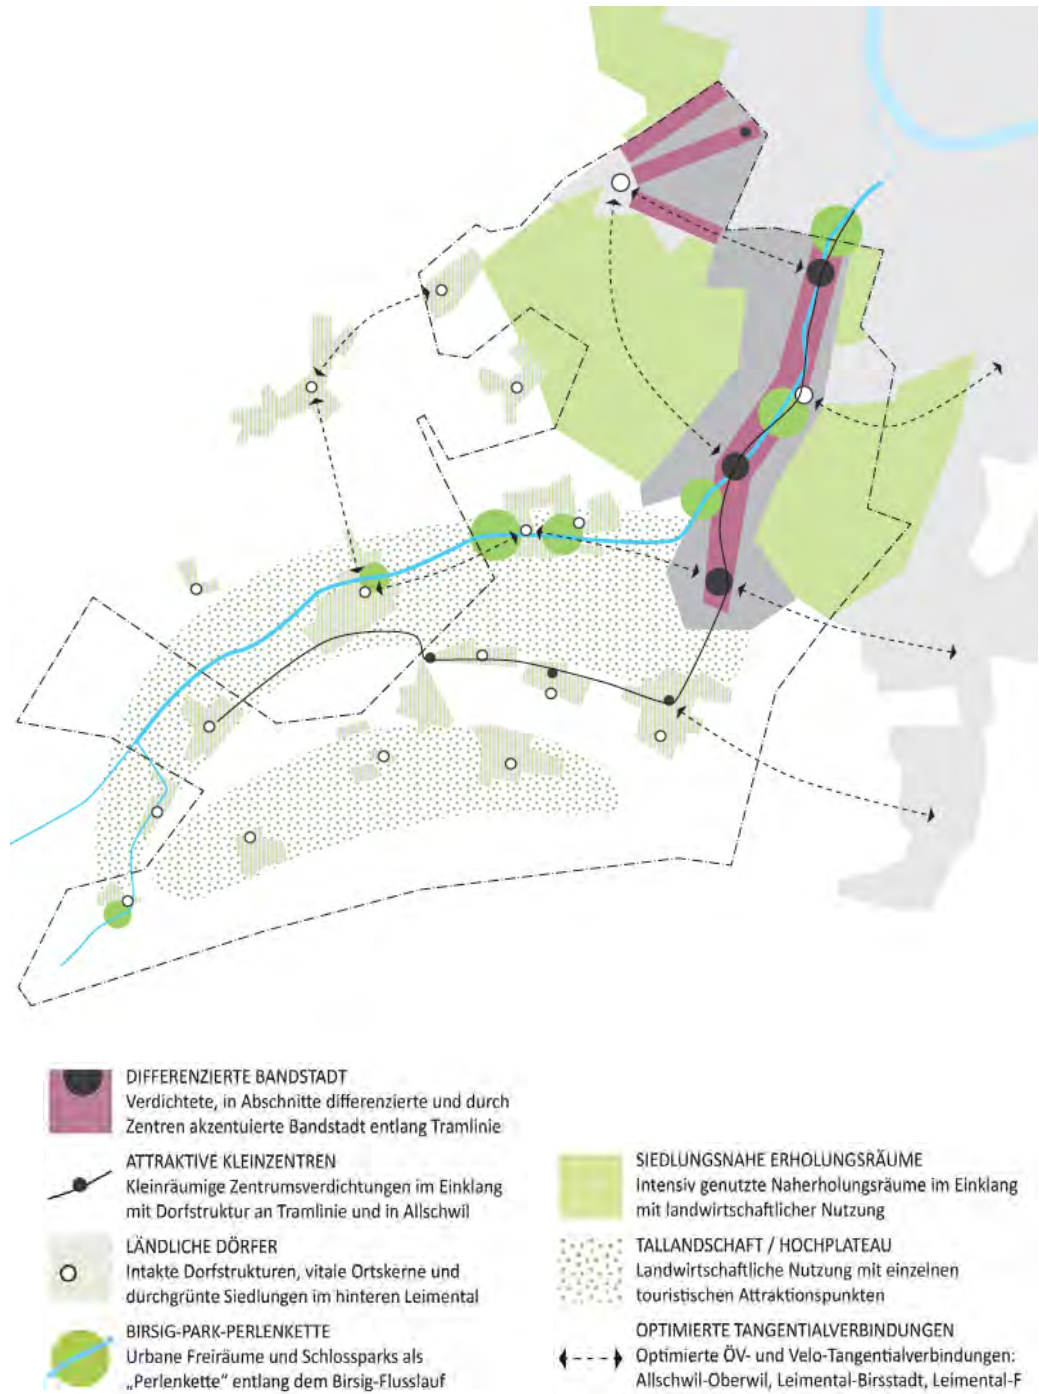 DIFFERENZIERTE BANDSTADT
Verdichtete, in Abschnitte differenzierte und durch
Zentren akzentuierte Bandstadt entlang Tramlinie
ATTRAKTIVE KLEINZENTREN
Kleinräumige Zentrumsverdichtungen im Einklang
mit Dorfstruktur an Tramlinie und in Allschwil
LÄNDLICHE DÖRFER
Intakte Dorfstrukturen, vitale Ortskerne und
durchgrünte Siedlungen im hinteren Leimental
BIRSIG-PARK-PERLENKETTE
Urbane Freiräume und Schlossparks als
„Perlenkette“ entlang dem Birsig-Flusslauf
SIEDLUNGSNAHE ERHOLUNGSRÄUME
Intensiv genutzte Naherholungsräume im Einklang
mit landwirtschaftlicher Nutzung
TALLANDSCHAFT / HOCHPLATEAU
Landwirtschaftliche Nutzung mit einzelnen
touristischen Attraktionspunkten
OPTIMIERTE TANGENTIALVERBINDUNGEN
Optimierte ÖV- und Velo-Tangentialverbindungen:
Allschwil-Oberwil, Leimental-Birsstadt, Leimental-F